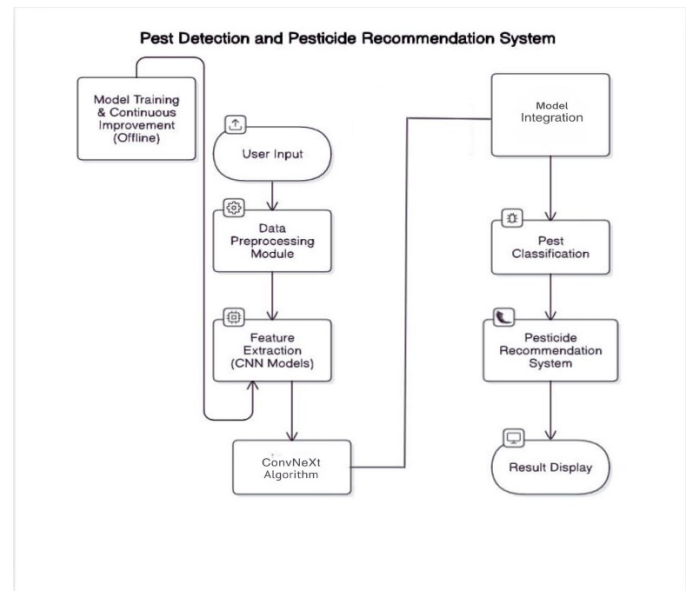 Pest Detection and Pesticide Recommendation System
Model Training
& Continuous
Improvement
(Offline)
User Input
Data
Preprocessing
Module
Feature
Extraction
(CNN Models)
ConvNeXt
Algorithm
Model
Integration
Pest
Classification
Pesticide
Recommendation
System
Result Display